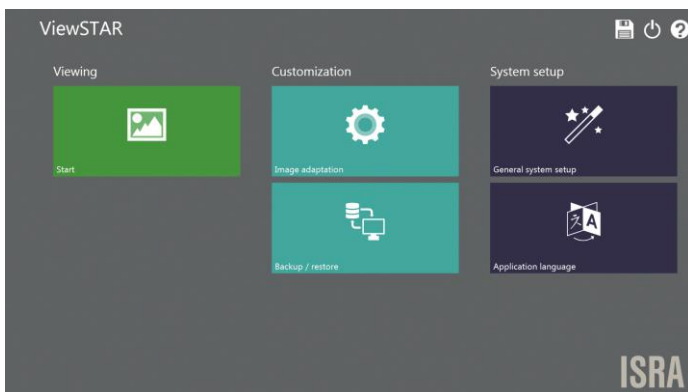 ViewSTAR
Viewing
Customization
System setup
Start
Image adaptation
General system setup
A
Backup / restore
Application language
ISRA